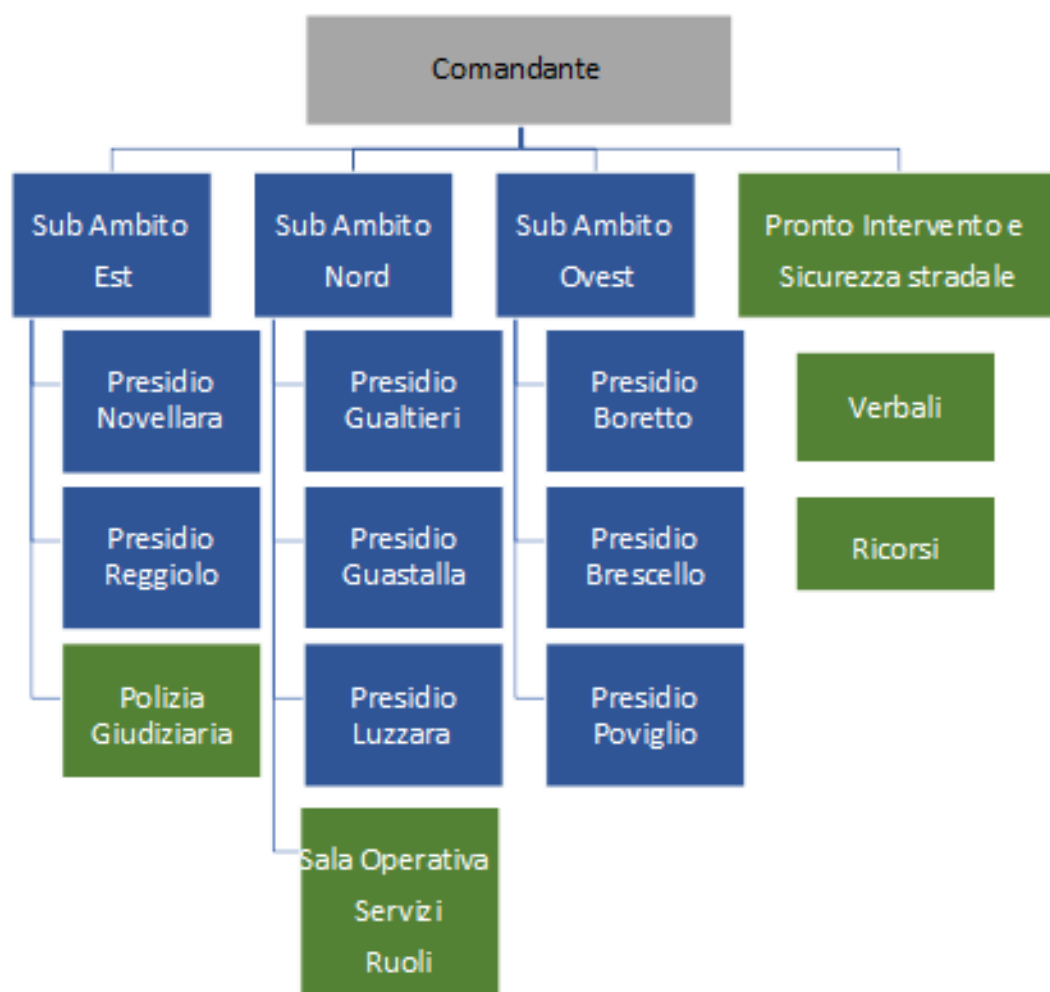 Comandante
Sub Ambito
Est
Sub Ambito
Nord
Sub Ambito
Ovest
Pronto Intervento e
Sicurezza stradale
Presidio
Novellara
Presidio
Gualtieri
Presidio
Boretto
Verbali
Presidio
Reggiolo
Presidio
Guastalla
Presidio
Brescello
Ricorsi
Polizia
Giudiziaria
Presidio
Luzzara
Presidio
Poviglio
Sala Operativa
Servizi
Ruoli